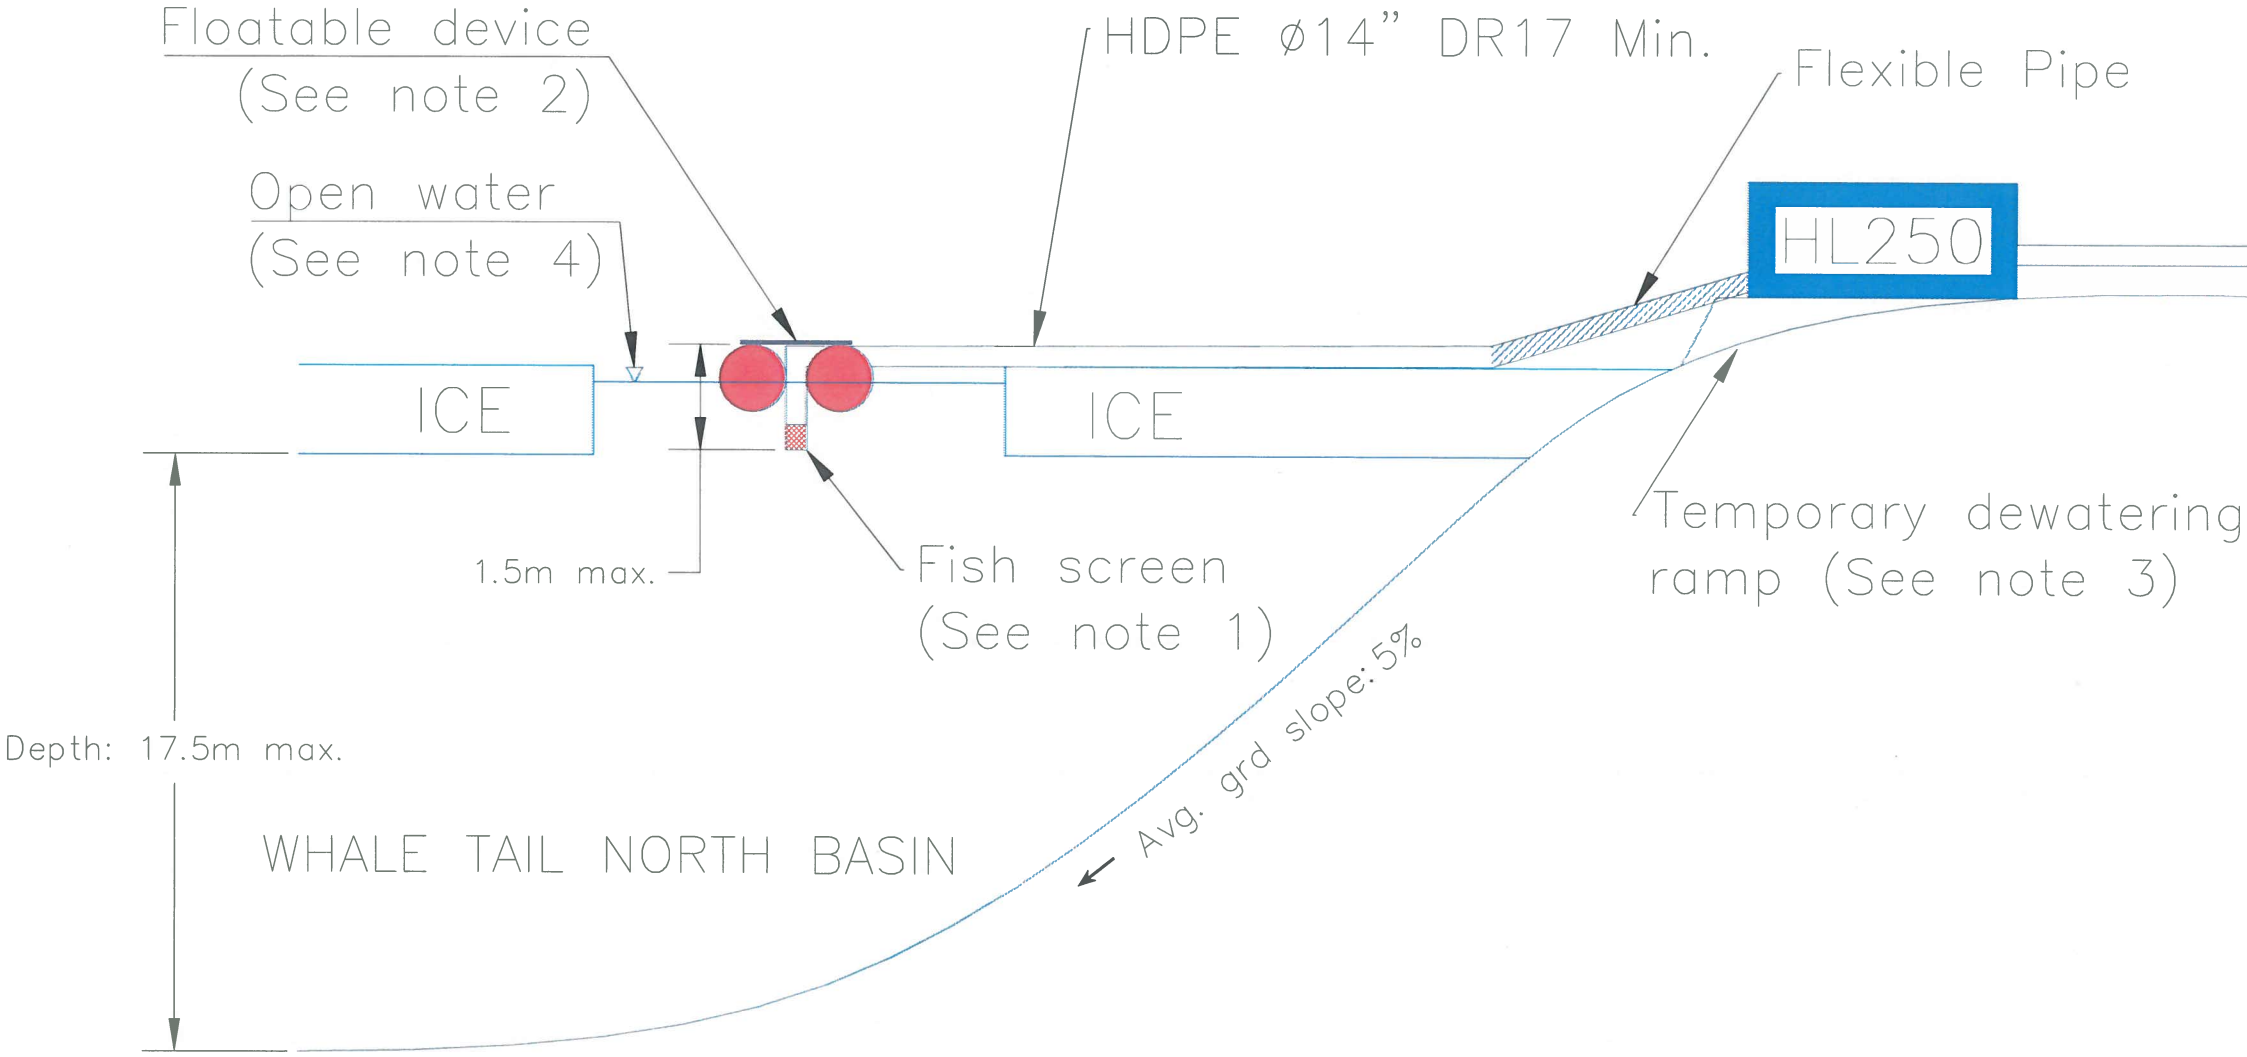 Floatable device
(See note 2)
HDPE ø14” DR17 Min.
Flexible Pipe
Open water
(See note 4)
HL250
ICE
ICE
Temporary dewatering
ramp (See note 3)
1.5m max.
Fish screen
(See note 1)
Avg. grd slope: 5%
Depth: 17.5m max.
WHALE TAIL NORTH BASIN